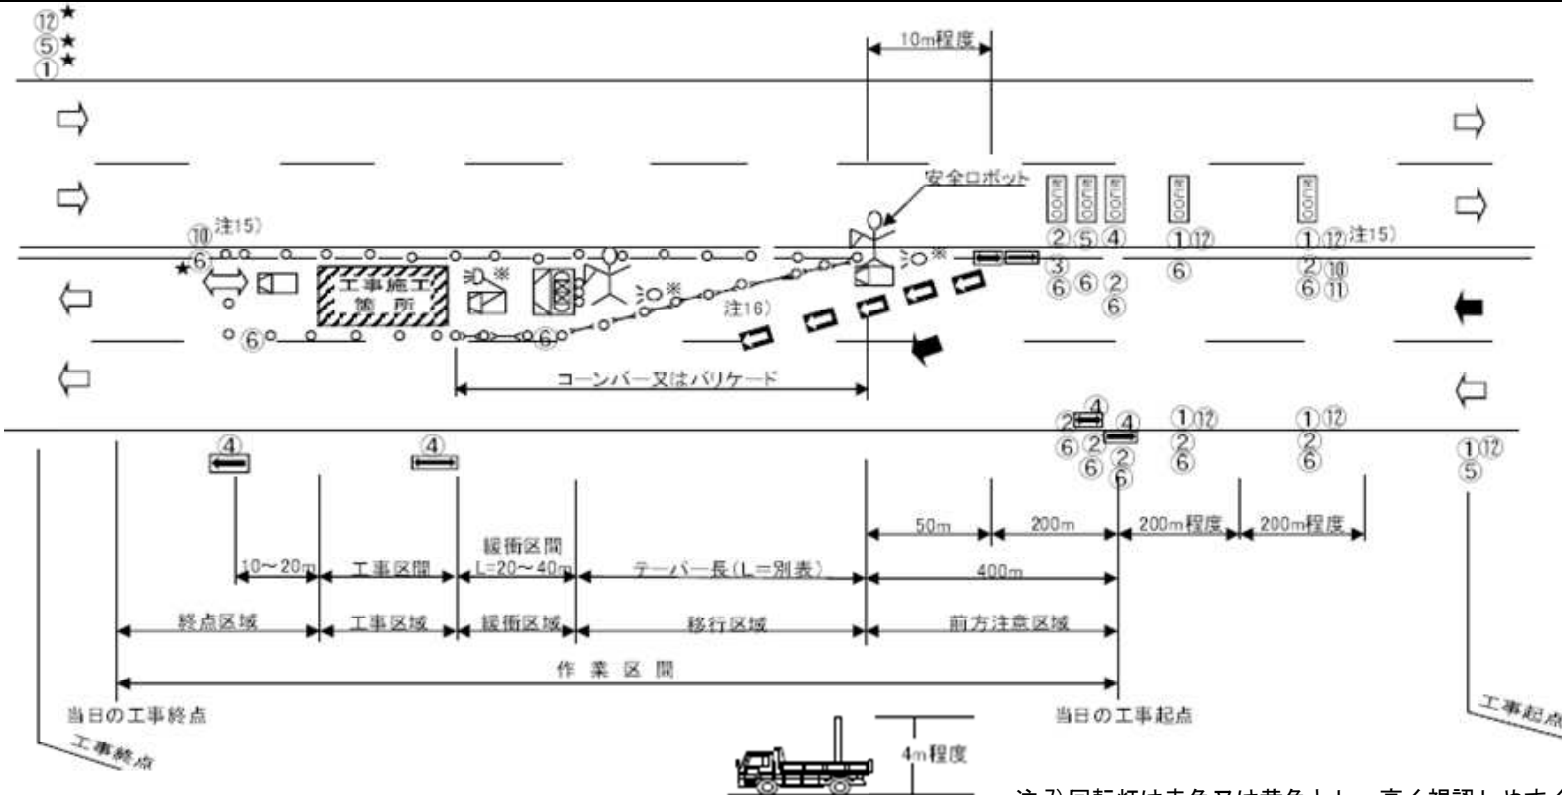 ⑫★
⑤★
①★
10m程度
安全ロボット
⑩注15)
⑥
★
工事施工
箇所
※
※
※
注16)
②⑤④ ①⑫ ①⑫注15)
③ ⑥ ②⑩
⑥⑥② ⑥⑪
⑥
⑥ ⑥
コーンバー又はバリケード
④ ④ ①⑫ ①⑫
② ② ② ② ②
⑥ ⑥ ⑥ ⑥ ⑥
④ ④
①⑫
⑤
50m 200m 200m程度 200m程度
10～20m 工事区間 緩衝区間
L=20～40m テーパー長(L=別表) 400m
終点区域 工事区域 緩衝区域 移行区域 前方注意区域
作業区間
当日の工事終点 当日の工事起点
工事終点 工事起点
4m程度